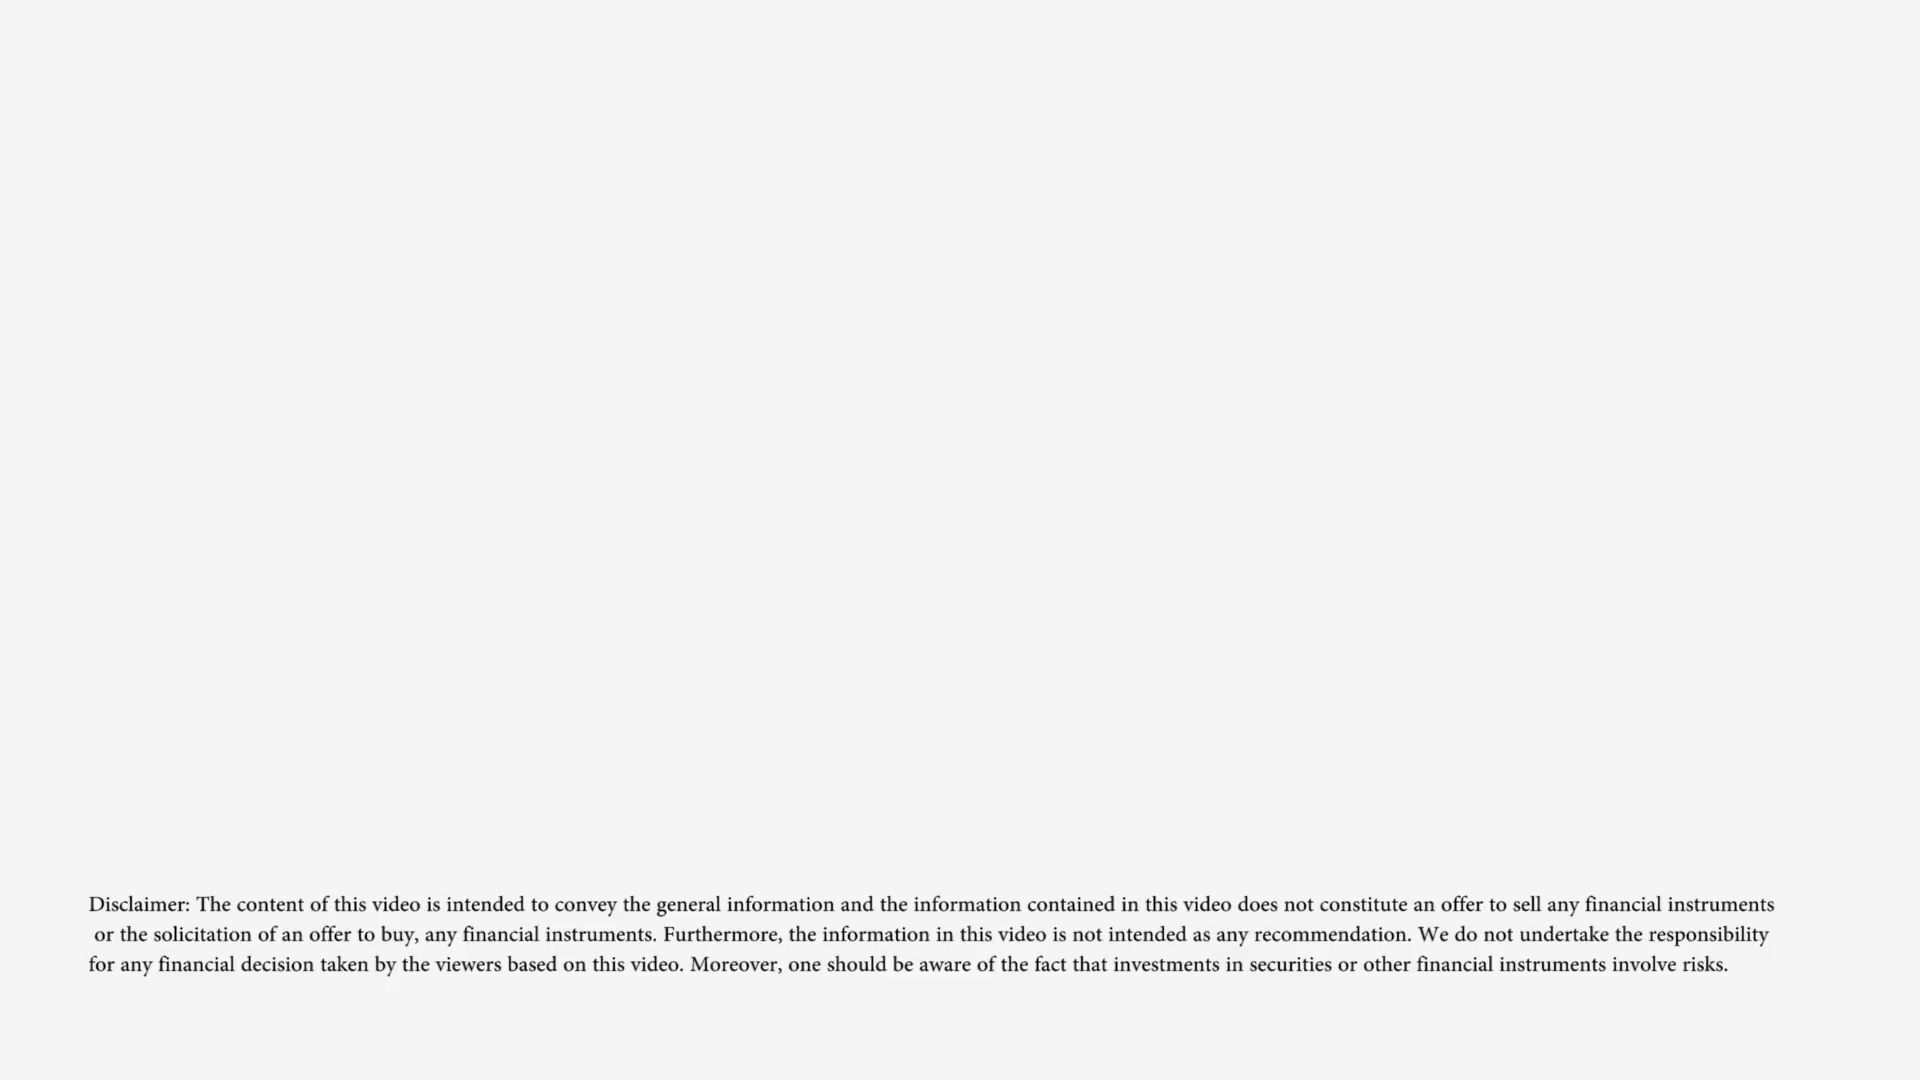 Disclaimer: The content of this video is intended to convey the general information and the information contained in this video does not constitute an offer to sell any financial instruments
or the solicitation of an offer to buy, any financial instruments. Furthermore, the information in this video is not intended as any recommendation. We do not undertake the responsibility
for any financial decision taken by the viewers based on this video. Moreover, one should be aware of the fact that investments in securities or other financial instruments involve risks.